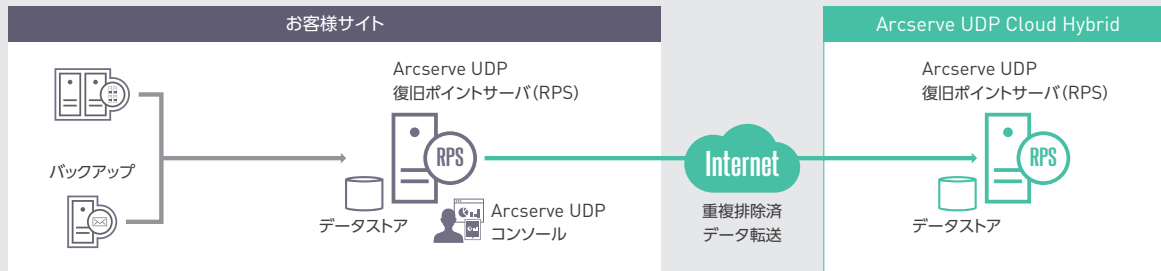 お客様サイト
Arcserve UDP Cloud Hybrid
Arcserve UDP
復旧ポイントサーバ(RPS)
RPS
バックアップ
データストア
Arcserve UDP
コンソール
Internet
重複排除済
データ転送
Arcserve UDP
復旧ポイントサーバ(RPS)
RPS
データストア